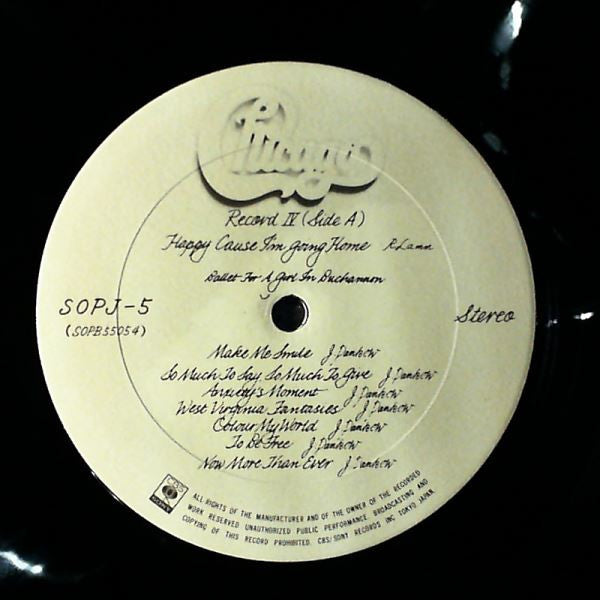 Chicago
Record IV (Side A)
Happy Cause I'm going Home R. Lamm
Ballet For A Girl In Buchannon
SOPJ-5
(SOPB55054)
Stereo
Make Me Smile J. Pankow
So Much To Say, So Much To Give J. Pankow
Anxiety's Moment J. Pankow
West Virginia Fantasies J. Pankow
Colour My World J. Pankow
To Be Free J. Pankow
Now More Than Ever J. Pankow
CBS
SONY
ALL RIGHTS OF THE MANUFACTURER AND OF THE OWNER OF THE RECORDED
WORK RESERVED UNAUTHORIZED PUBLIC PERFORMANCE BROADCASTING AND
COPYING OF THIS RECORD PROHIBITED. CBS/SONY RECORDS INC. TOKYO JAPAN.